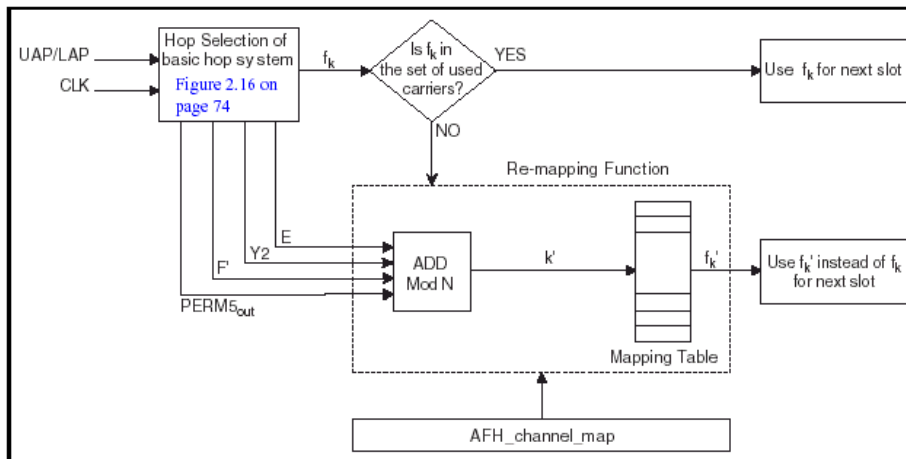 UAP/LAP
CLK
Hop Selection of
basic hop system
Figure 2.16 on
page 74
fk
Is fk in
the set of used
carriers?
YES
Use fk for next slot
NO
Re-mapping Function
E
Y2
F'
PERM5out
ADD
Mod N
k'
fk'
Mapping Table
Use fk' instead of fk
for next slot
AFH_channel_map